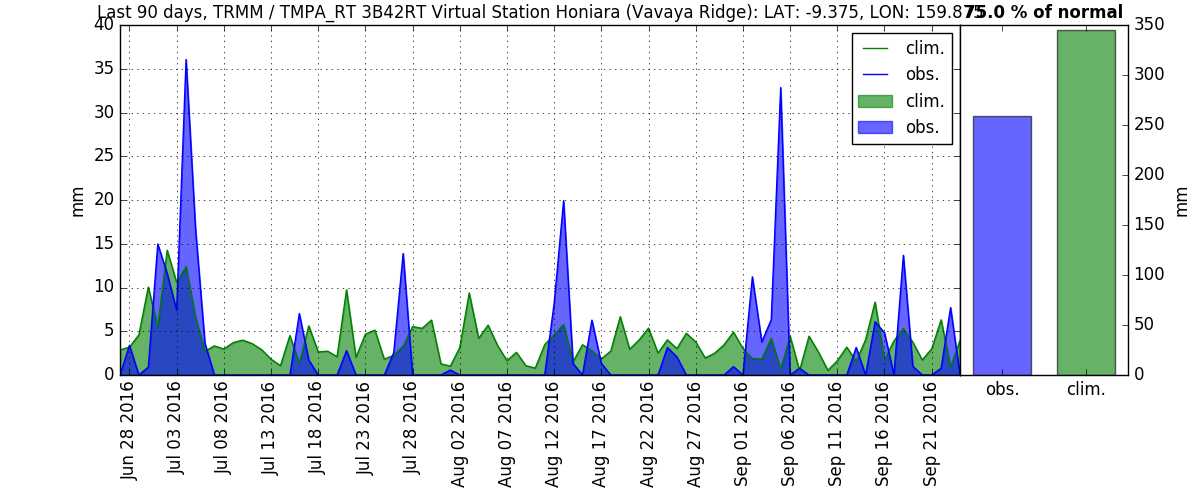 Last 90 days, TRMM / TMPA_RT 3B42RT Virtual Station Honiara (Vavaya Ridge): LAT: -9.375, LON: 159.875
75.0 % of normal
40
35
30
25
20
15
10
5
0
mm
clim.
obs.
clim.
obs.
Jun 28 2016
Jul 03 2016
Jul 08 2016
Jul 13 2016
Jul 18 2016
Jul 23 2016
Jul 28 2016
Aug 02 2016
Aug 07 2016
Aug 12 2016
Aug 17 2016
Aug 22 2016
Aug 27 2016
Sep 01 2016
Sep 06 2016
Sep 11 2016
Sep 16 2016
Sep 21 2016
350
300
250
200
150
100
50
0
mm
obs.
clim.